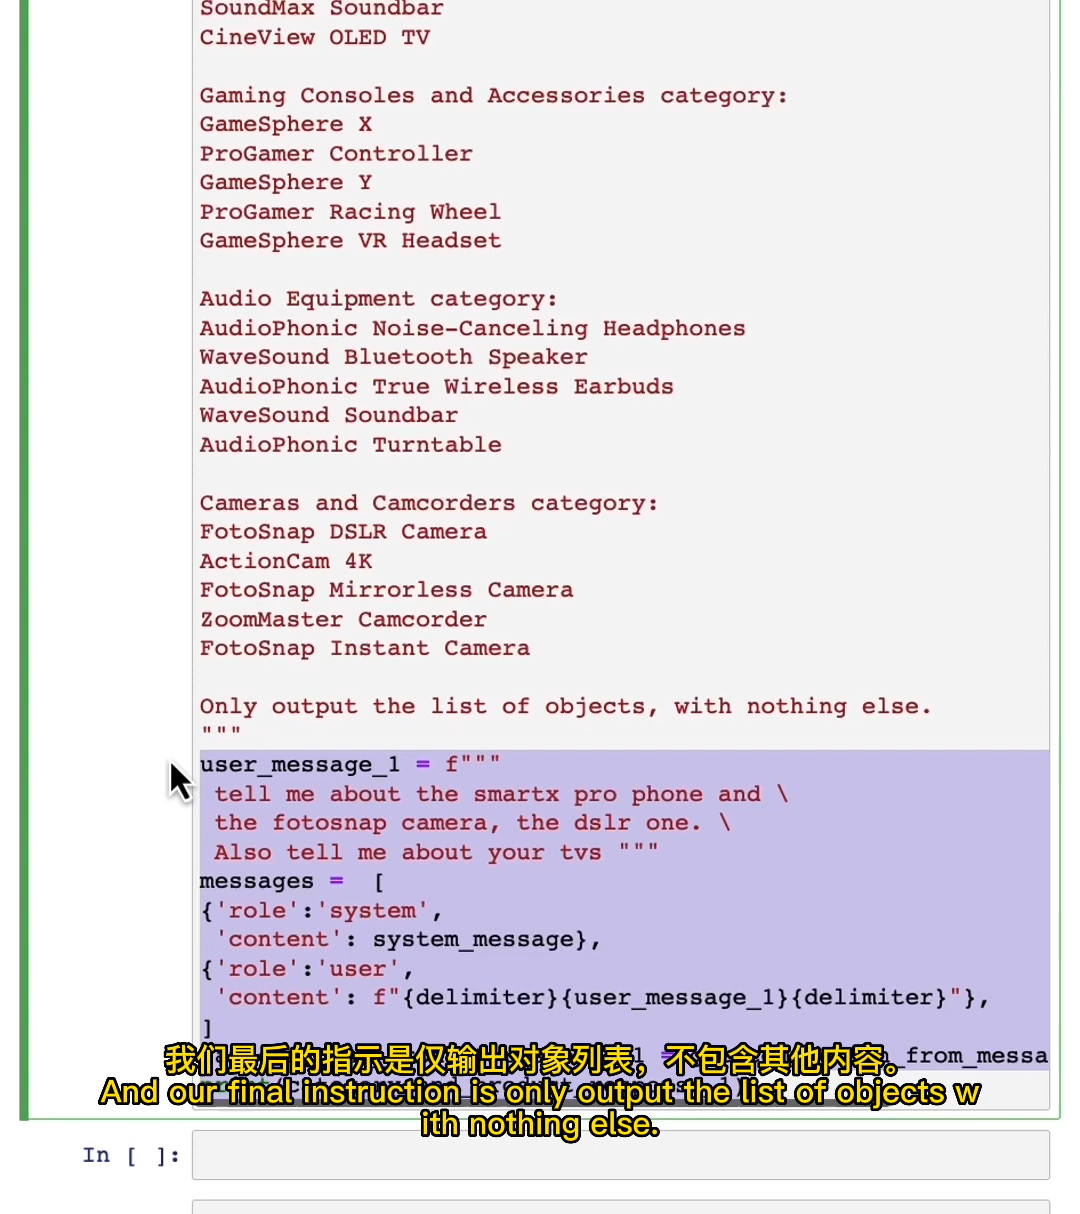 SoundMax Soundbar
CineView OLED TV
Gaming Consoles and Accessories category:
GameSphere X
ProGamer Controller
GameSphere Y
ProGamer Racing Wheel
GameSphere VR Headset
Audio Equipment category:
AudioPhonic Noise-Canceling Headphones
WaveSound Bluetooth Speaker
AudioPhonic True Wireless Earbuds
WaveSound Soundbar
AudioPhonic Turntable
Cameras and Camcorders category:
FotoSnap DSLR Camera
ActionCam 4K
FotoSnap Mirrorless Camera
ZoomMaster Camcorder
FotoSnap Instant Camera
Only output the list of objects, with nothing else.
"""
user_message_1 = f"""
 tell me about the smartx pro phone and \
 the fotosnap camera, the dslr one. \
 Also tell me about your tvs """
messages =  [
{'role':'system',
 'content': system_message},
{'role':'user',
 'content': f"{delimiter}{user_message_1}{delimiter}"},
]
_from_messa
我们最后的指示是仅输出对象列表，不包含其他内容。
And our final instruction is only output the list of objects w
ith nothing else.
In [ ]: